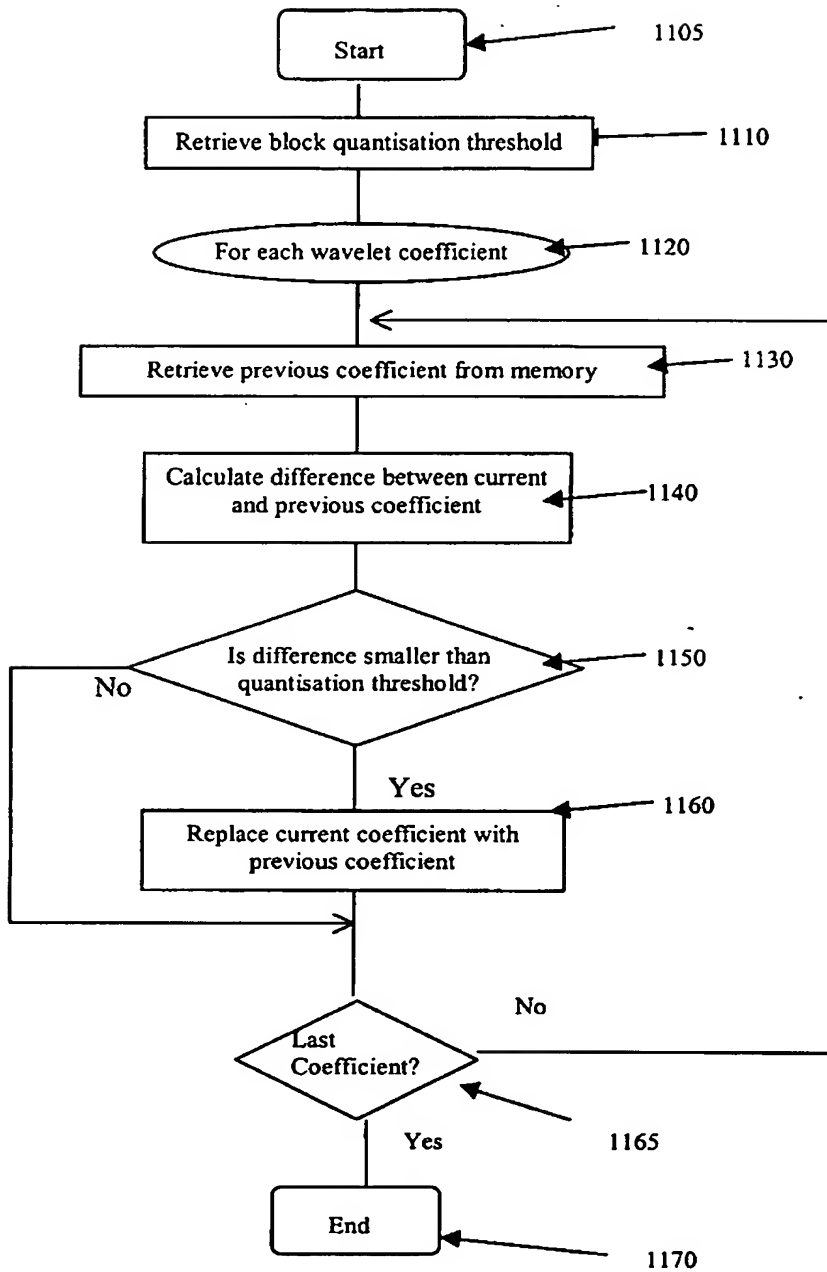 Start
1105
Retrieve block quantisation threshold
1110
For each wavelet coefficient
1120
Retrieve previous coefficient from memory
1130
Calculate difference between current
and previous coefficient
1140
Is difference smaller than
quantisation threshold?
1150
No
Yes
1160
Replace current coefficient with
previous coefficient
No
Last
Coefficient?
Yes
1165
End
1170